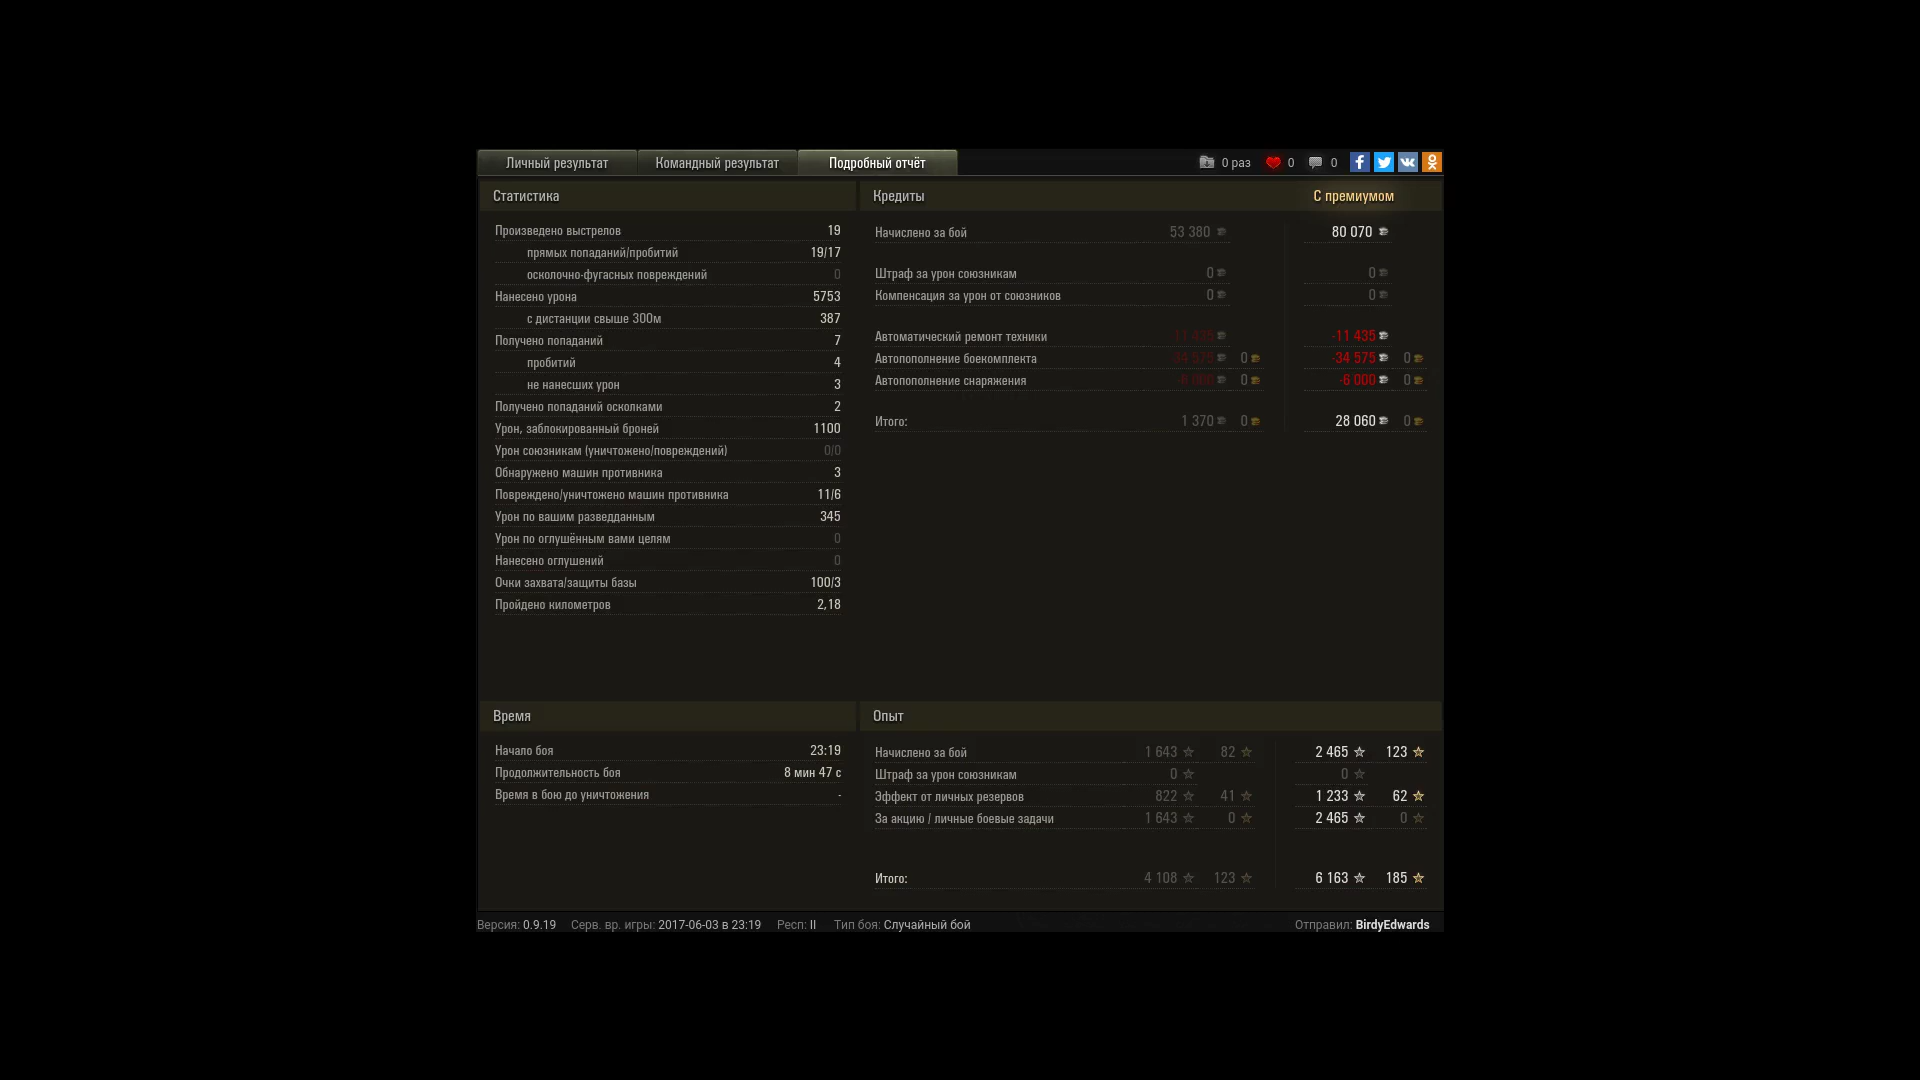 Личный результат Командный результат Подробный отчёт 0 раз 0 0
Статистика
Произведено выстрелов 19
прямых попаданий/пробитий 19/17
осколочно-фугасных повреждений 0
Нанесено урона 5753
с дистанции свыше 300м 387
Получено попаданий 7
пробитий 4
не нанесших урон 3
Получено попаданий осколками 2
Урон, заблокированный броней 1100
Урон союзникам (уничтожено/повреждений) 0/0
Обнаружено машин противника 3
Повреждено/уничтожено машин противника 11/6
Урон по вашим разведданным 345
Урон по оглушённым вами целям 0
Нанесено оглушений 0
Очки захвата/защиты базы 100/3
Пройдено километров 2,18
Кредиты С премиумом
Начислено за бой 53 380 80 070
Штраф за урон союзникам 0 0
Компенсация за урон от союзников 0 0
Автоматический ремонт техники -11 435 -11 435
Автопополнение боекомплекта -34 575 0 -34 575 0
Автопополнение снаряжения -6 000 0 -6 000 0
Итого: 1 370 0 28 060 0
Время
Начало боя 23:19
Продолжительность боя 8 мин 47 с
Время в бою до уничтожения -
Опыт
Начислено за бой 1 643 82 2 465 123
Штраф за урон союзникам 0 0
Эффект от личных резервов 822 41 1 233 62
За акцию / личные боевые задачи 1 643 0 2 465 0
Итого: 4 108 123 6 163 185
Версия: 0.9.19 Серв. вр. игры: 2017-06-03 в 23:19 Респ: II Тип боя: Случайный бой Отправил: BirdyEdwards